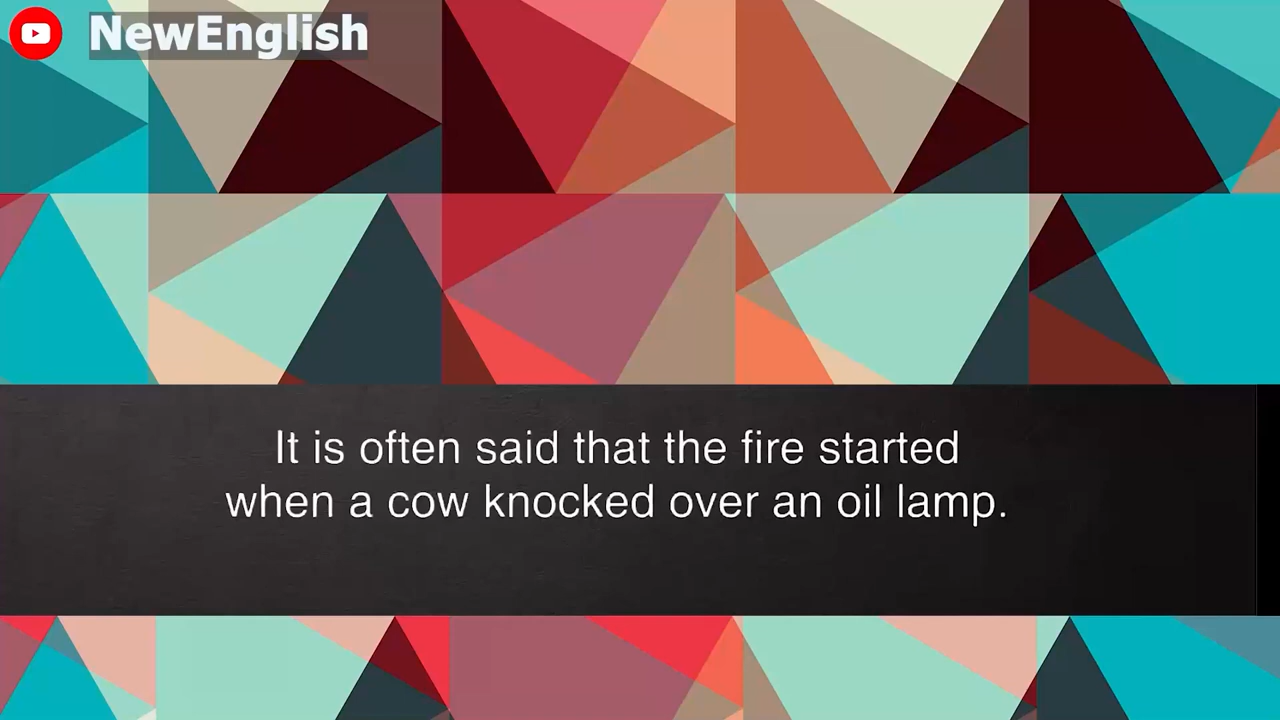 NewEnglish
It is often said that the fire started
when a cow knocked over an oil lamp.